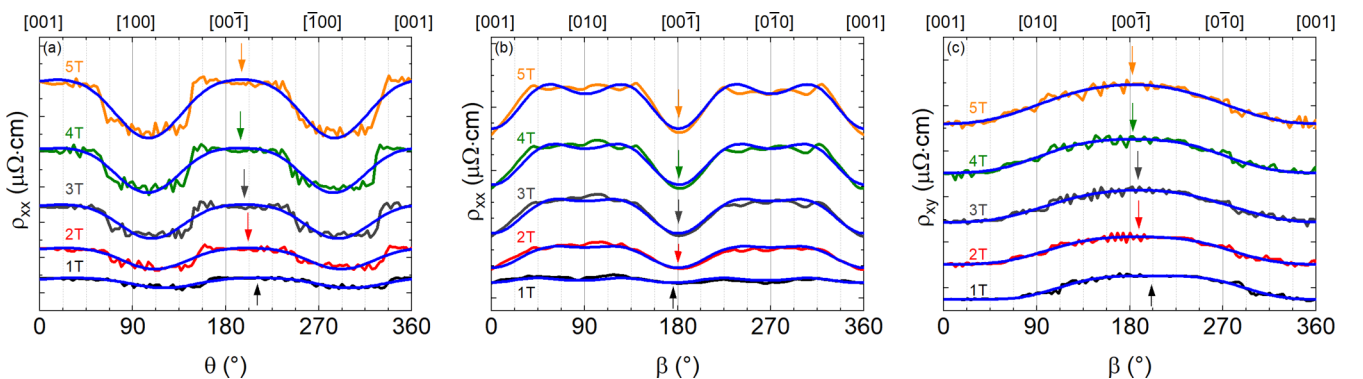 [001] [100] [001̅] [1̅00] [001]
(a)
5T
4T
3T
2T
1T
ρxx (μΩ·cm)
0 90 180 270 360
θ (°)
[001] [010] [001̅] [01̅0] [001]
(b)
5T
4T
3T
2T
1T
ρxx (μΩ·cm)
0 90 180 270 360
β (°)
[001] [010] [001̅] [01̅0] [001]
(c)
5T
4T
3T
2T
1T
ρxy (μΩ·cm)
0 90 180 270 360
β (°)